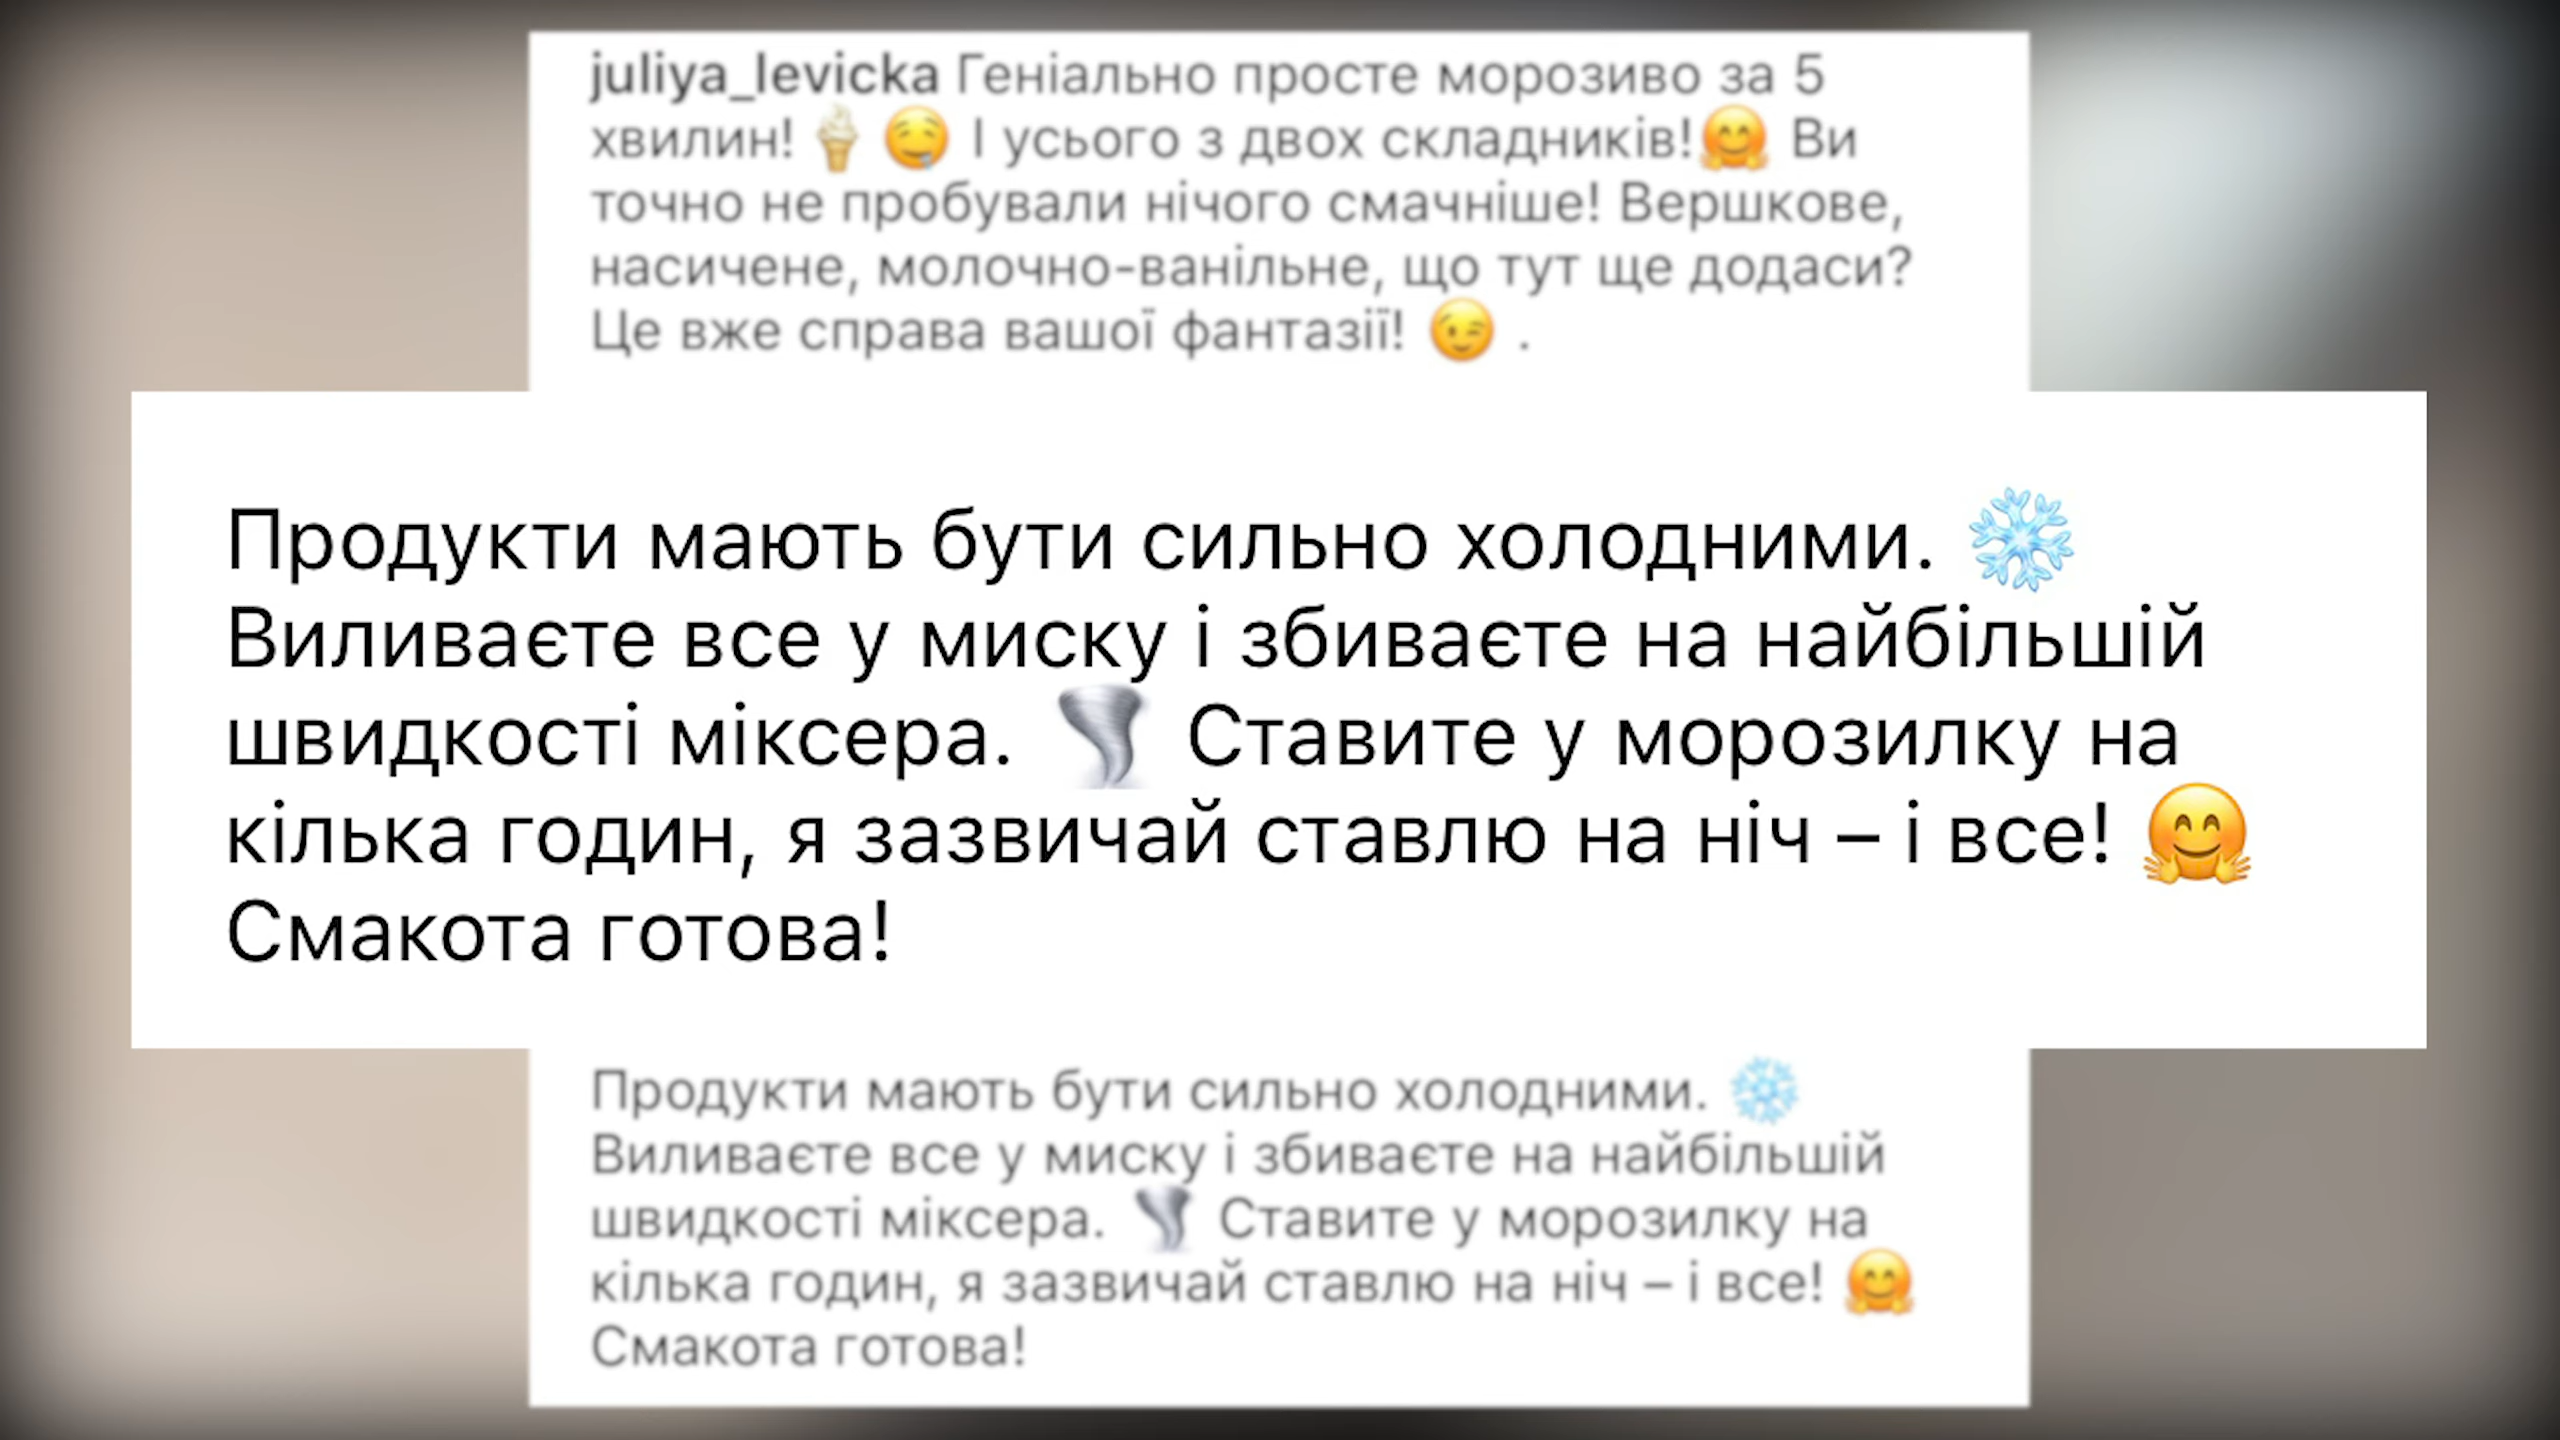 juliya_levicka Геніально просте морозиво за 5
хвилин! 🍦 🤤 І усього з двох складників!🤗 Ви
точно не пробували нічого смачніше! Вершкове,
насичене, молочно-ванільне, що тут ще додаси?
Це вже справа вашої фантазії! 😉 .
Продукти мають бути сильно холодними. ❄️
Виливаєте все у миску і збиваєте на найбільшій
швидкості міксера. 🌪 Ставите у морозилку на
кілька годин, я зазвичай ставлю на ніч – і все! 🤗
Смакота готова!
Продукти мають бути сильно холодними. ❄️
Виливаєте все у миску і збиваєте на найбільшій
швидкості міксера. 🌪 Ставите у морозилку на
кілька годин, я зазвичай ставлю на ніч – і все! 🤗
Смакота готова!